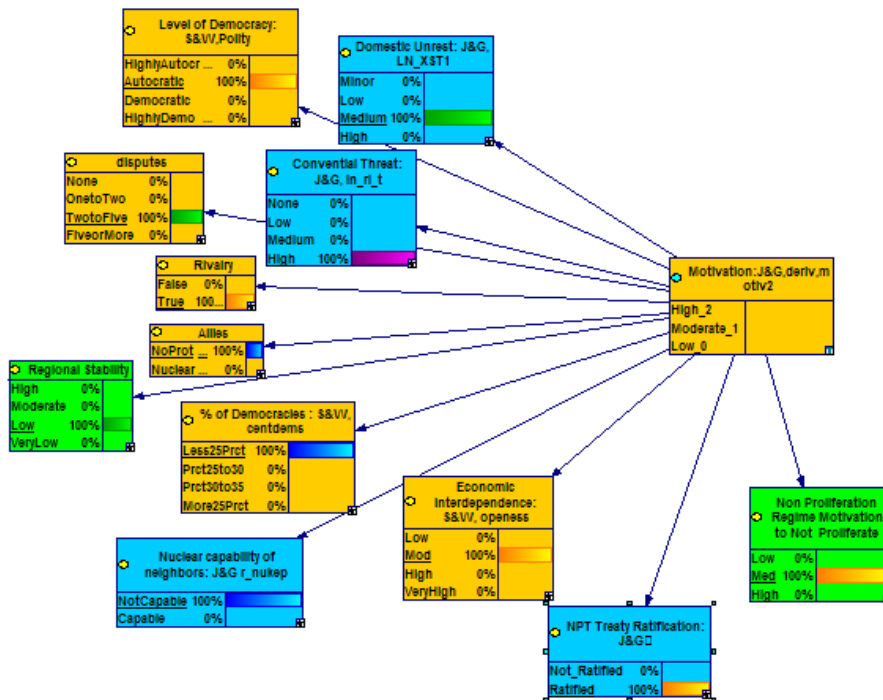 Level of Democracy:
S&W,Polity
HighlyAutocr ... 0%
Autocratic 100%
Democratic 0%
HighlyDemo ... 0%
Domestic Unrest: J&G,
LN_XST1
Minor 0%
Low 0%
Medium 100%
High 0%
disputes
None 0%
OnetoTwo 0%
TwotoFive 100%
FiveorMore 0%
Convential Threat:
J&G, ln_ri_t
None 0%
Low 0%
Medium 0%
High 100%
Rivalry
False 0%
True 100...
Motivation:J&G,deriv,m
otiv2
High_2
Moderate_1
Low_0
Allies
NoProt ... 100%
Nuclear ... 0%
Regional Stability
High 0%
Moderate 0%
Low 100%
VeryLow 0%
% of Democracies : S&W,
centdems
Less25Prct 100%
Prct25to30 0%
Prct30to35 0%
More25Prct 0%
Economic
Interdependence:
S&W, openess
Low 0%
Mod 100%
High 0%
VeryHigh 0%
Non Proliferation
Regime Motivation
to Not Proliferate
Low 0%
Med 100%
High 0%
Nuclear capability of
neighbors: J&G r_nukep
NotCapable 100%
Capable 0%
NPT Treaty Ratification:
J&G
Not_Ratified 0%
Ratified 100%